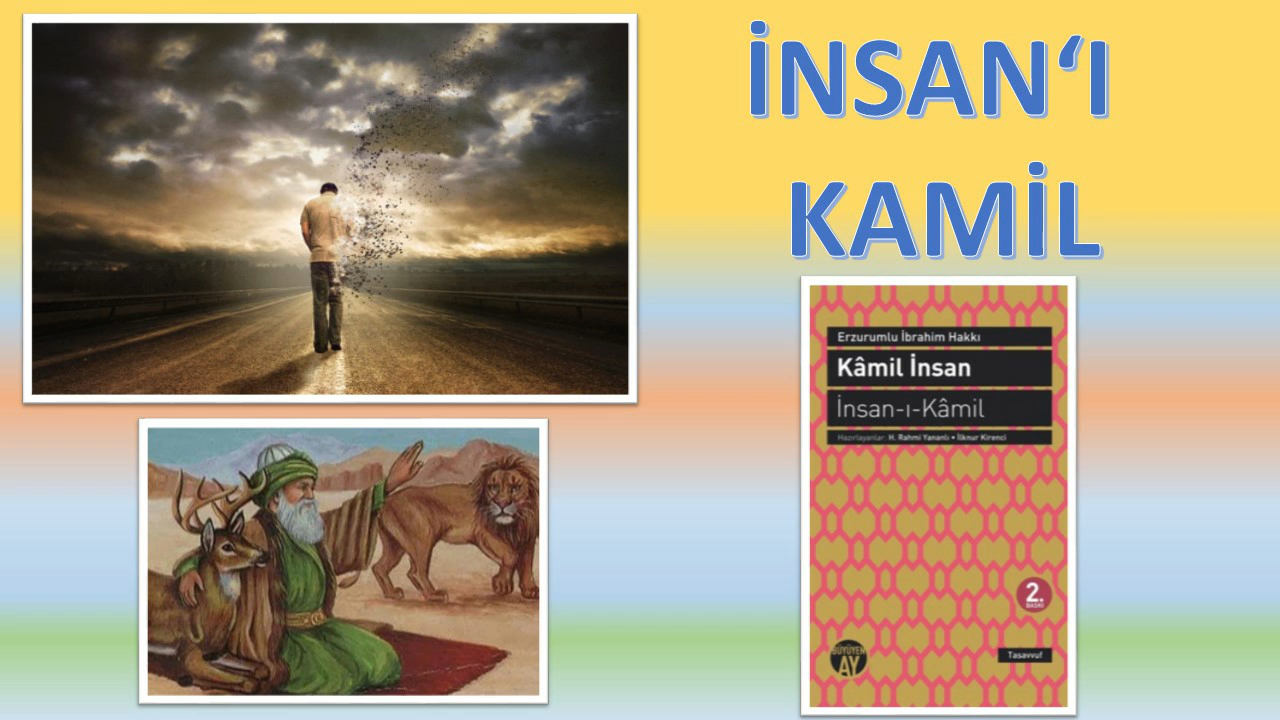 İNSAN‘I
KAMİL
Erzurumlu İbrahim Hakkı
Kâmil İnsan
İnsan-ı-Kâmil
Hazırlayanlar: H. Rahmi Yananlı • İlknur Kirenci
2.
BASKI
BÜYÜYEN
AY
Tasavvuf